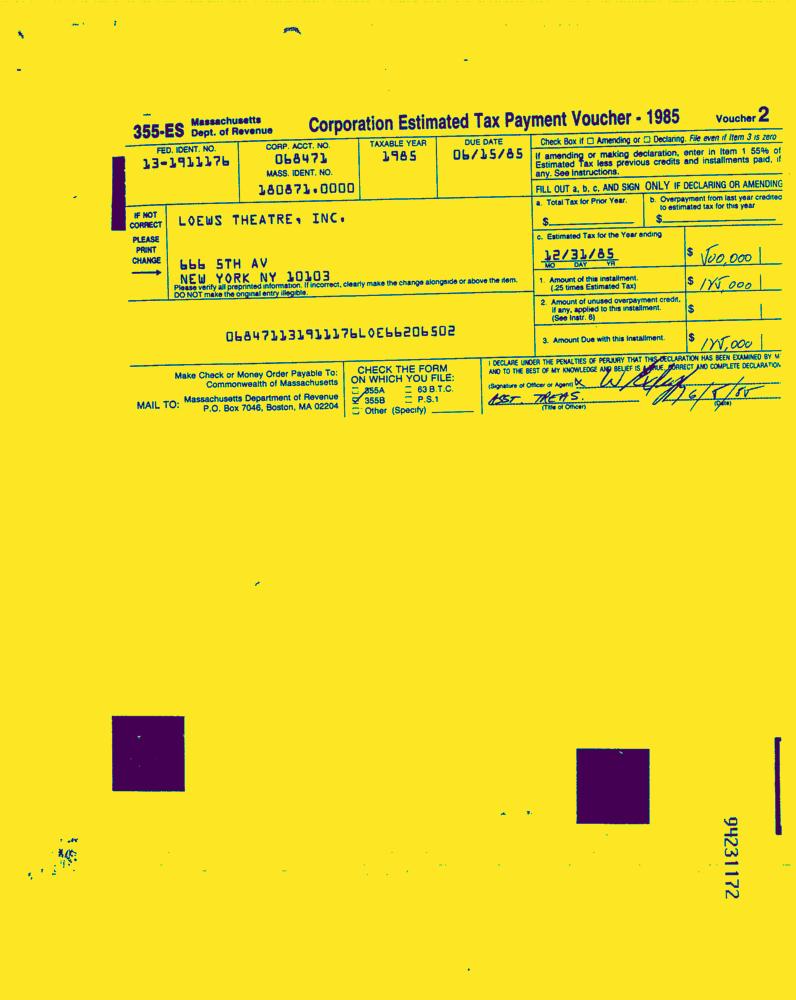 355-ES Massachusetts Dept. of Revenue
Corporation Estimated Tax Payment Voucher - 1985
Voucher 2
FED. IDENT. NO.
13-1911176
CORP. ACCT. NO.
068471
MASS. IDENT. NO.
180871.0000
TAXABLE YEAR
1985
DUE DATE
06/15/85
Check Box if □ Amending or □ Declaring. File even if Item 3 is zero
If amending or making declaration, enter in Item 1 55% of
Estimated Tax less previous credits and installments paid, if
any. See Instructions.
FILL OUT a, b, c, AND SIGN ONLY IF DECLARING OR AMENDING
a. Total Tax for Prior Year.
$
b. Overpayment from last year credited
to estimated tax for this year
$
IF NOT
CORRECT
PLEASE
PRINT
CHANGE
LOEWS THEATRE, INC.
666 5TH AV
NEW YORK NY 10103
Please verify all preprinted information. If incorrect, clearly make the change alongside or above the item.
DO NOT make the original entry illegible.
c. Estimated Tax for the Year ending
12/31/85
MO DAY YR
$ 500,000
1. Amount of this installment.
(.25 times Estimated Tax)
$ 125,000
2. Amount of unused overpayment credit,
if any, applied to this installment.
(See Instr. 6)
$
3. Amount Due with this Installment.
$ 125,000
068471131911176LOE66206502
Make Check or Money Order Payable To:
Commonwealth of Massachusetts
MAIL TO: Massachusetts Department of Revenue
P.O. Box 7046, Boston, MA 02204
CHECK THE FORM
ON WHICH YOU FILE:
355A 63 B.T.C.
355B P.S.1
Other (Specify)
I DECLARE UNDER THE PENALTIES OF PERJURY THAT THIS DECLARATION HAS BEEN EXAMINED BY M
AND TO THE BEST OF MY KNOWLEDGE AND BELIEF IS A TRUE, CORRECT AND COMPLETE DECLARATION
(Signature of Officer or Agent) X
ASST. TREAS. 6/5/85
(Title of Officer) (Date)
94231172